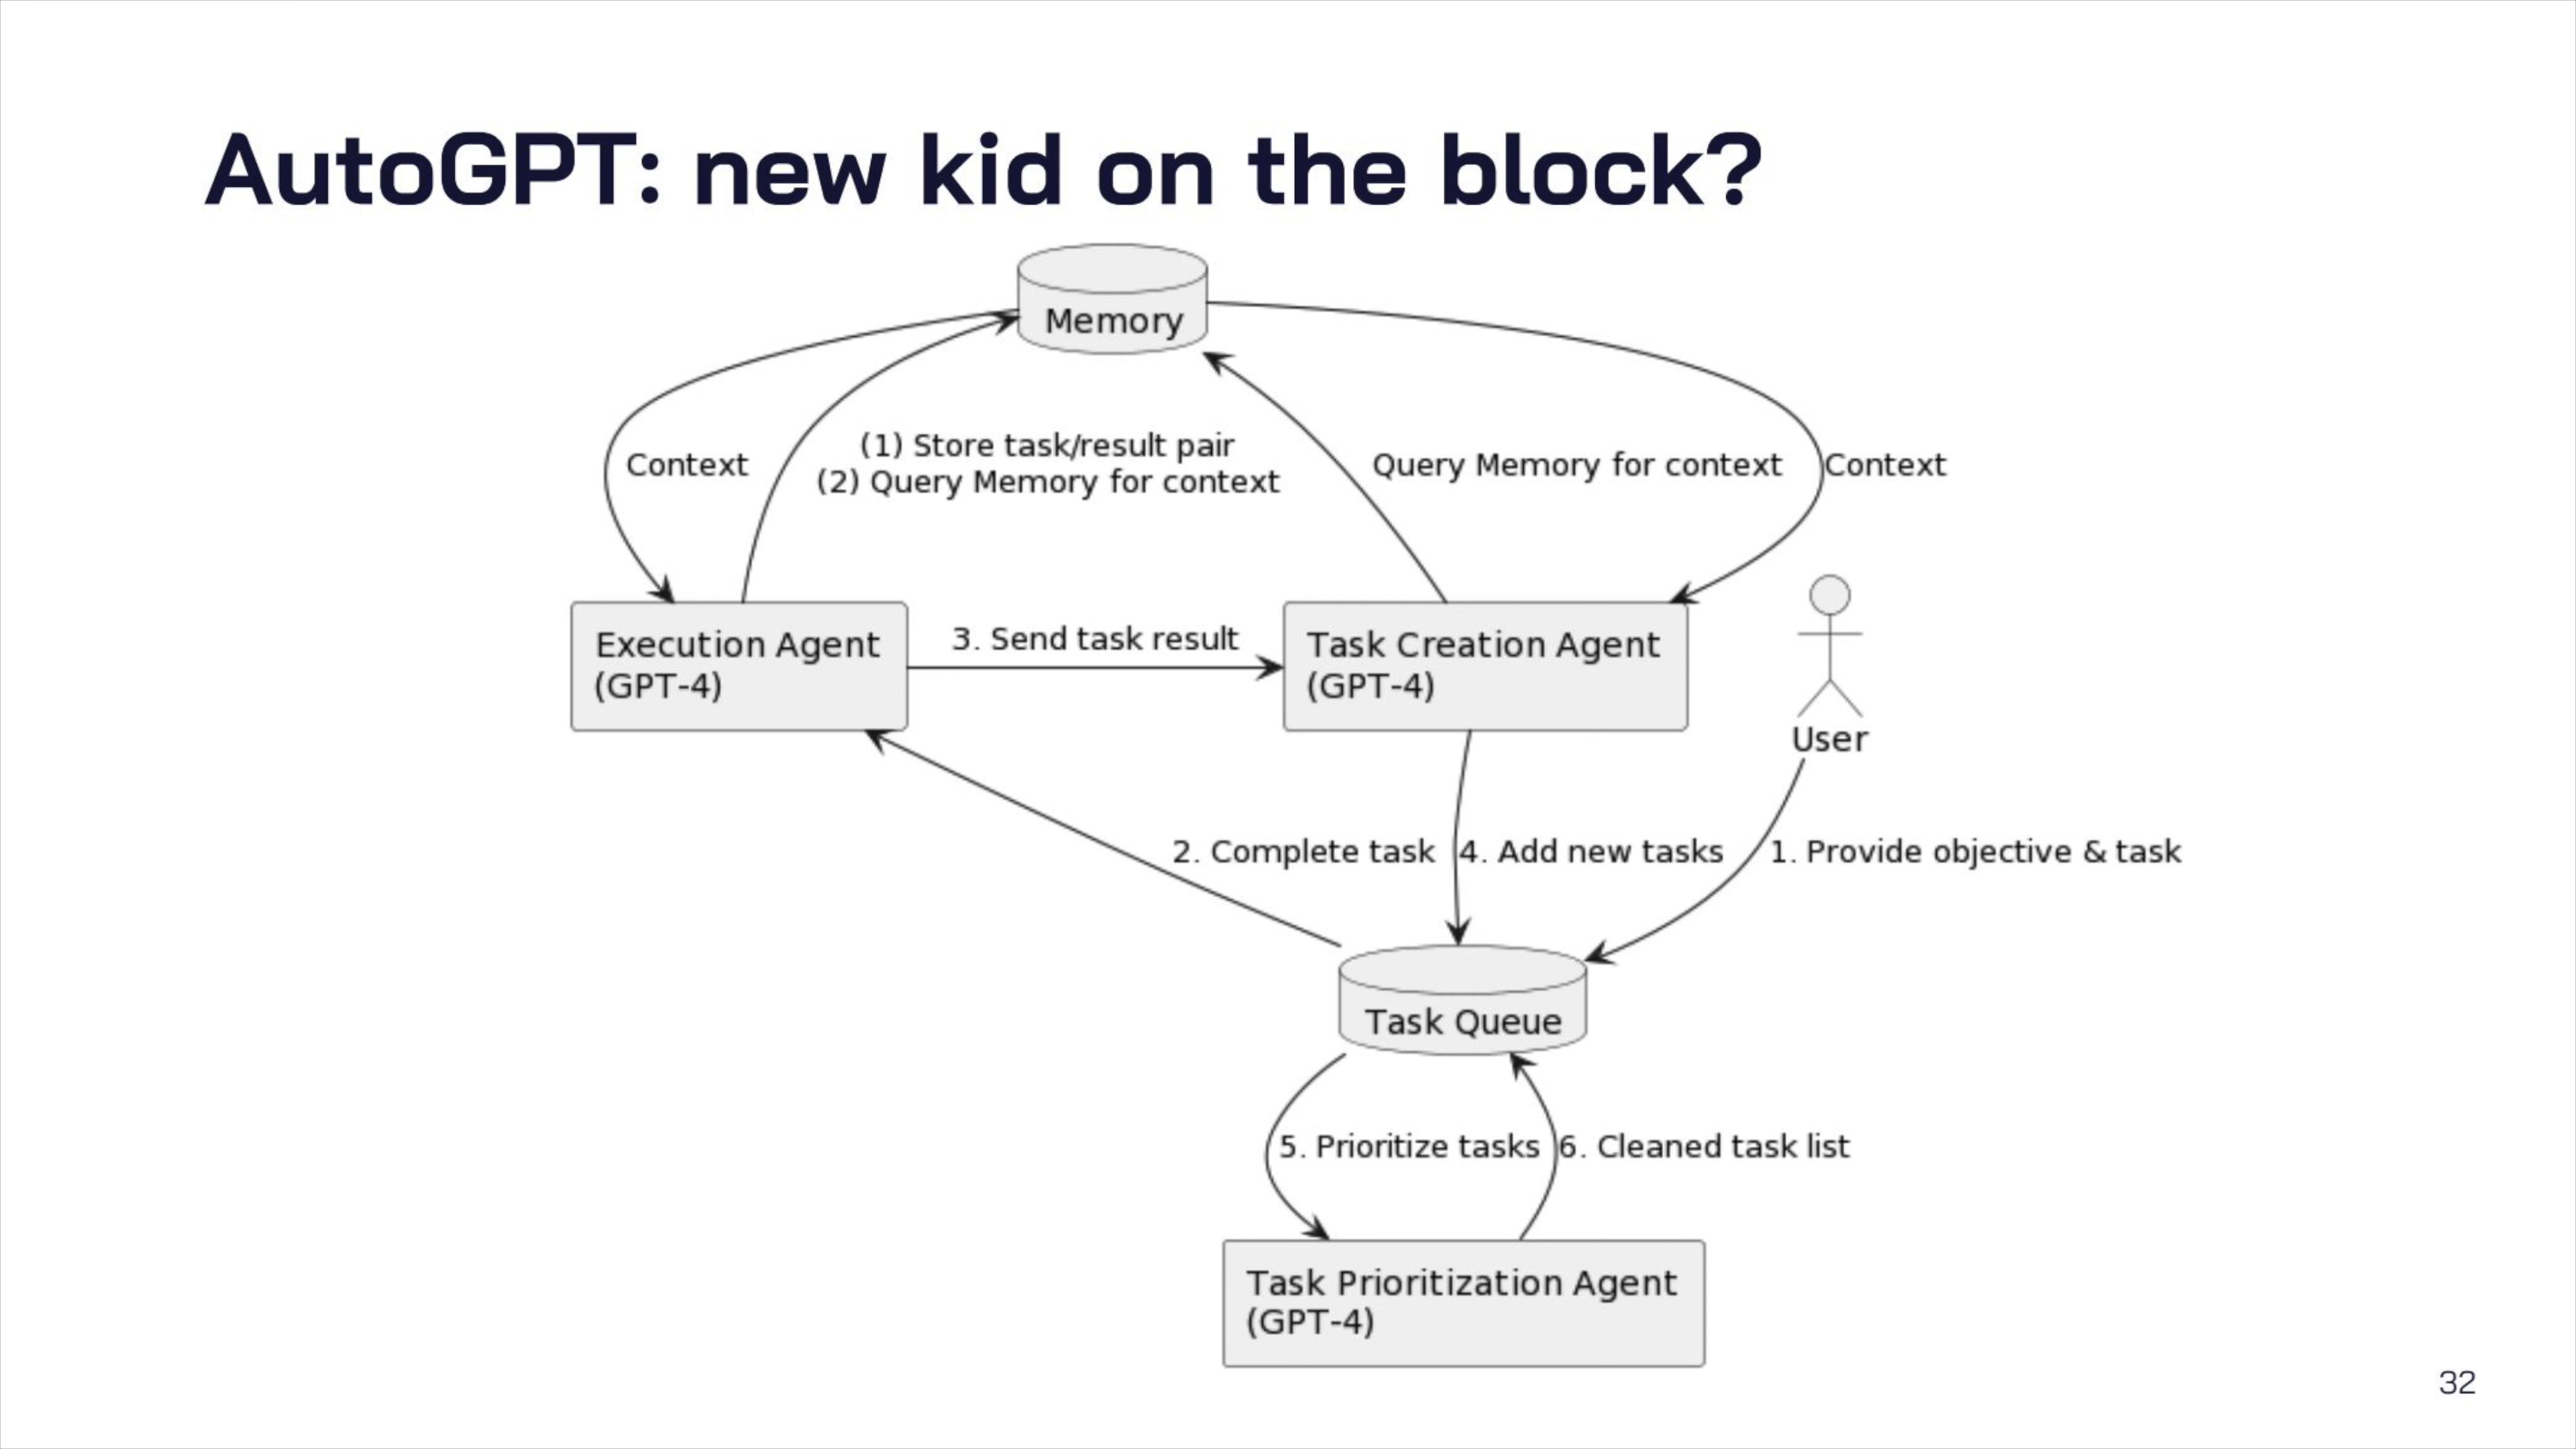 AutoGPT: new kid on the block?
Memory
Context
(1) Store task/result pair
(2) Query Memory for context
Query Memory for context
Context
Execution Agent
(GPT-4)
3. Send task result
Task Creation Agent
(GPT-4)
User
2. Complete task
4. Add new tasks
1. Provide objective & task
Task Queue
5. Prioritize tasks
6. Cleaned task list
Task Prioritization Agent
(GPT-4)
32